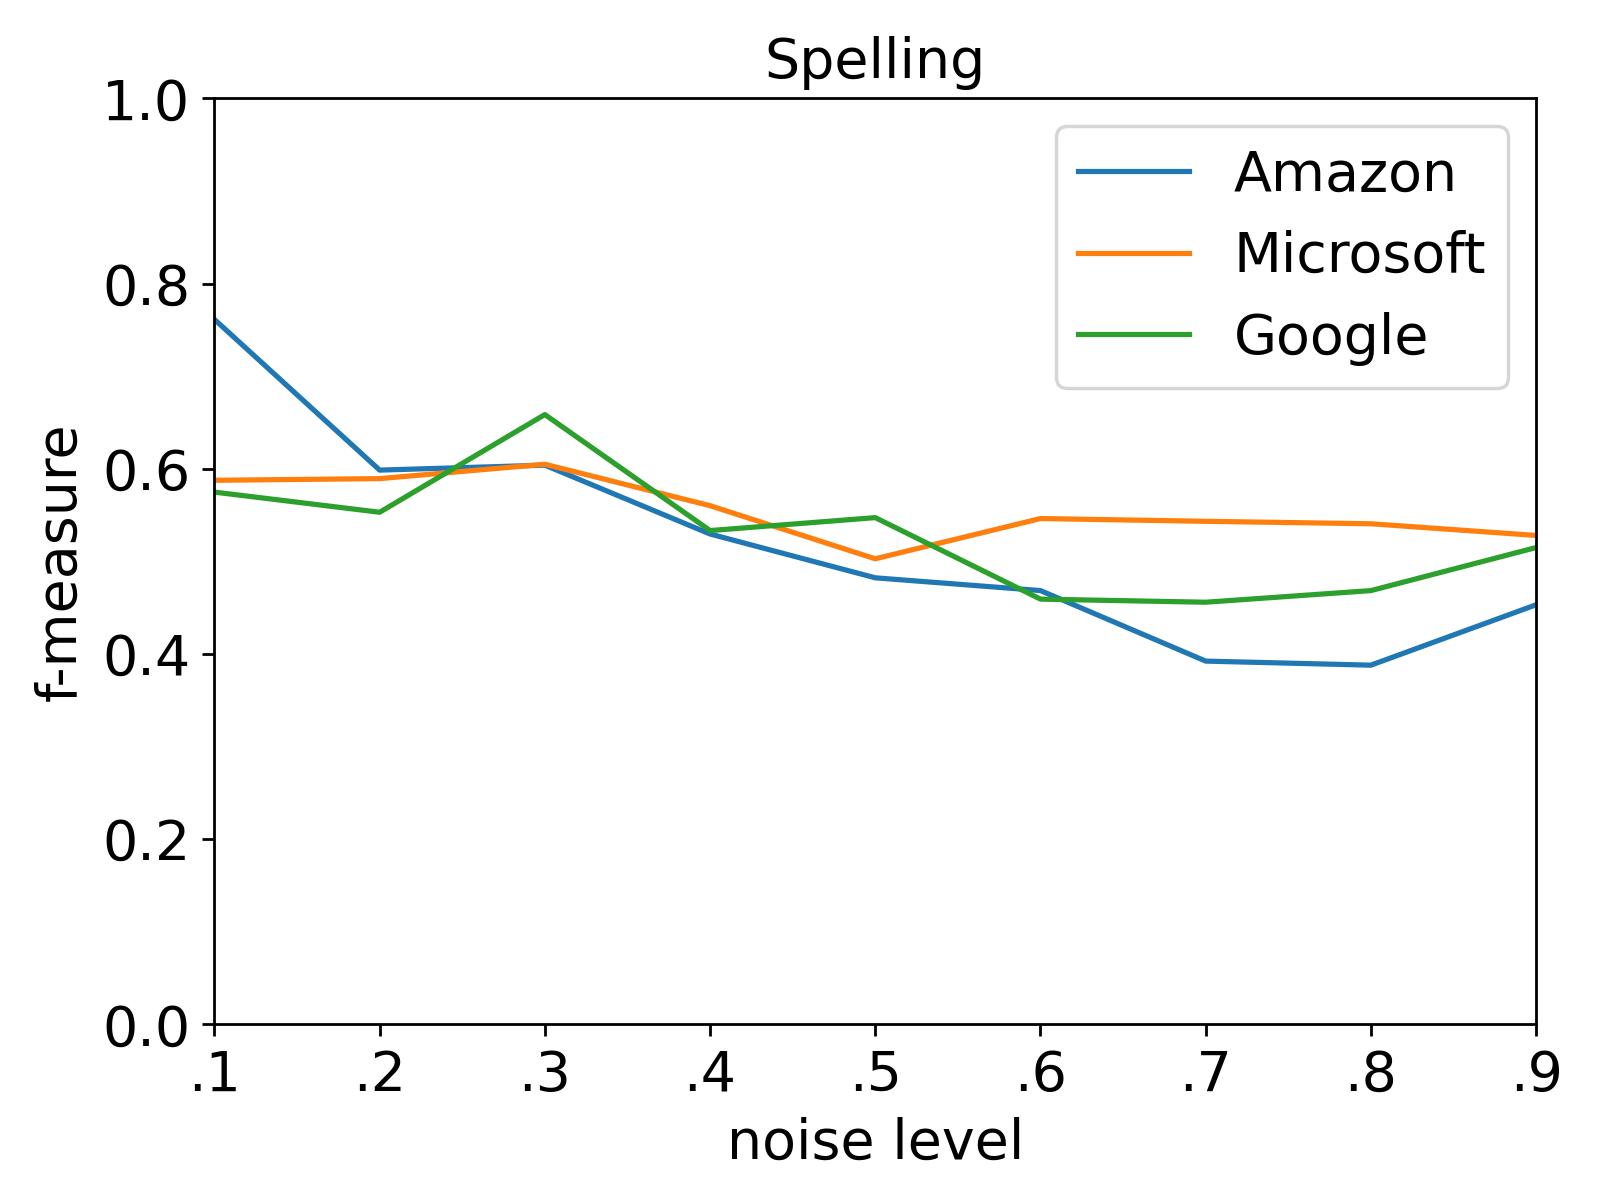 Spelling
1.0
0.8
0.6
0.4
0.2
0.0
f-measure
Amazon
Microsoft
Google
.1 .2 .3 .4 .5 .6 .7 .8 .9
noise level